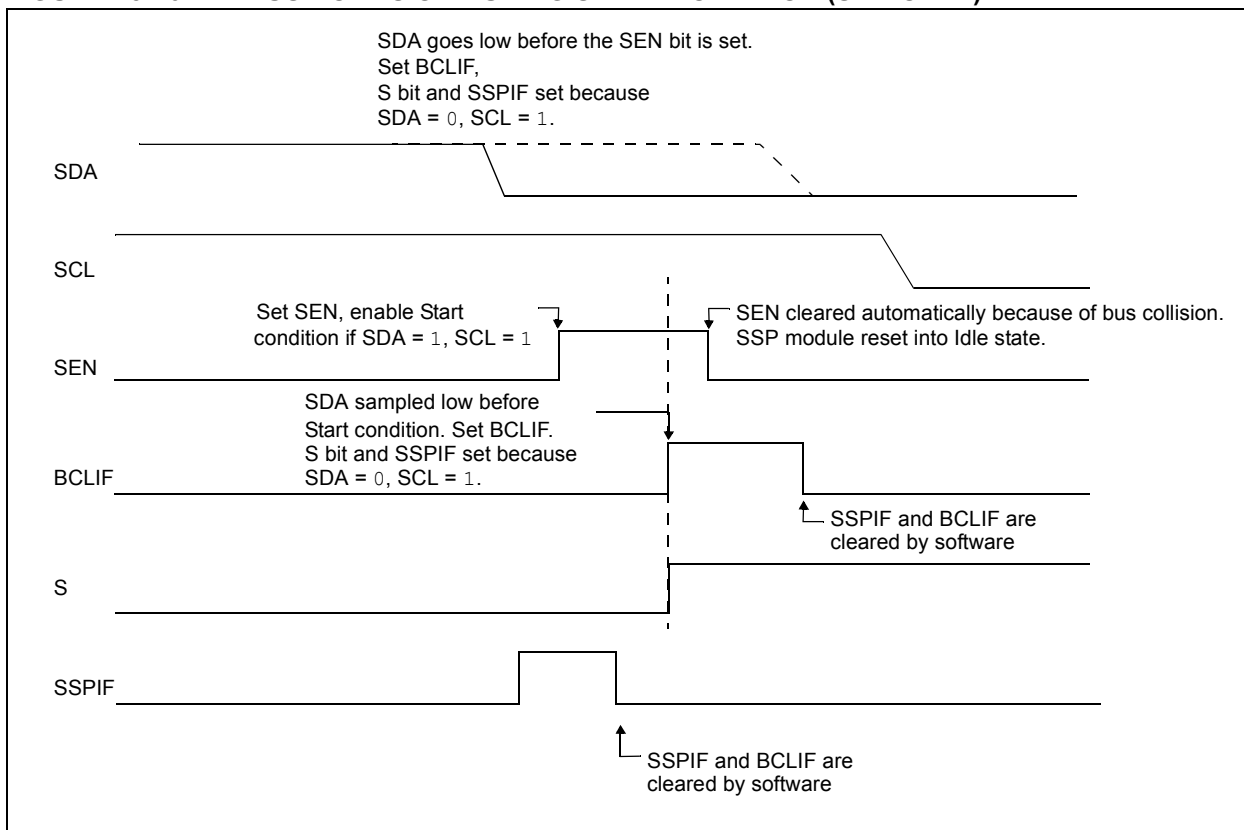 SDA goes low before the SEN bit is set.
Set BCLIF,
S bit and SSPIF set because
SDA = 0, SCL = 1.
SDA
SCL
Set SEN, enable Start
condition if SDA = 1, SCL = 1
SEN cleared automatically because of bus collision.
SSP module reset into Idle state.
SEN
SDA sampled low before
Start condition. Set BCLIF.
S bit and SSPIF set because
SDA = 0, SCL = 1.
BCLIF
SSPIF and BCLIF are
cleared by software
S
SSPIF
SSPIF and BCLIF are
cleared by software